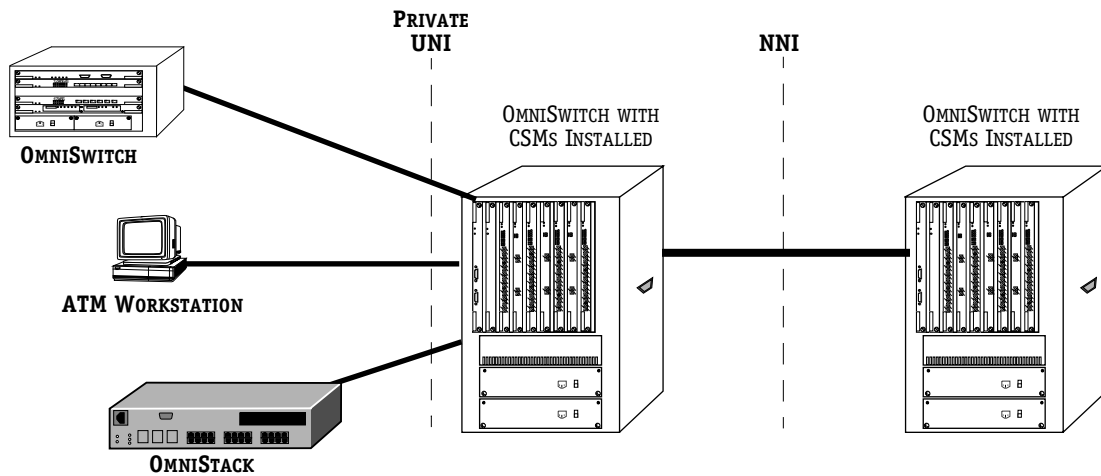 PRIVATE
UNI
NNI
OMNISWITCH WITH
CSMS INSTALLED
OMNISWITCH WITH
CSMS INSTALLED
OMNISWITCH
ATM WORKSTATION
OMNISTACK